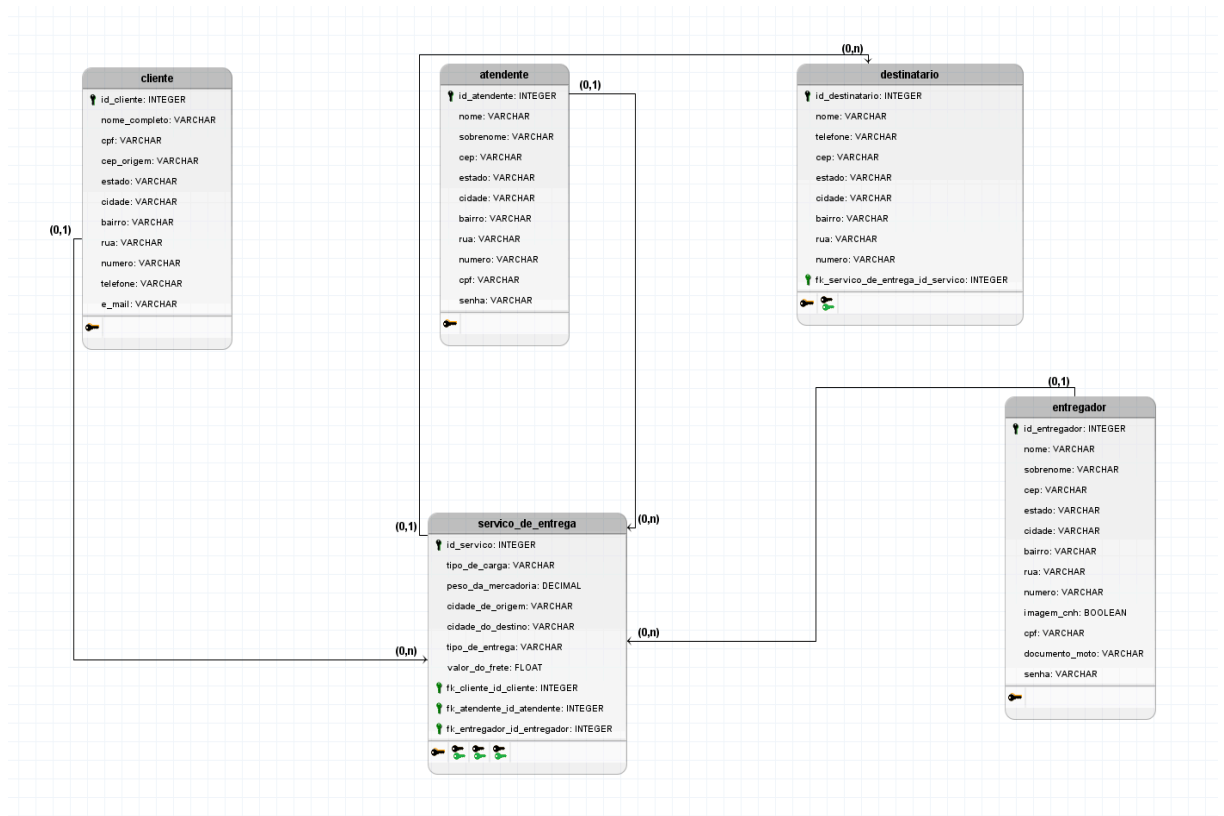 cliente
id_cliente: INTEGER
nome_completo: VARCHAR
cpf: VARCHAR
cep_origem: VARCHAR
estado: VARCHAR
cidade: VARCHAR
bairro: VARCHAR
rua: VARCHAR
numero: VARCHAR
telefone: VARCHAR
e_mail: VARCHAR
(0,1)
(0,n)
atendente
(0,1)
id_atendente: INTEGER
nome: VARCHAR
sobrenome: VARCHAR
cep: VARCHAR
estado: VARCHAR
cidade: VARCHAR
bairro: VARCHAR
rua: VARCHAR
numero: VARCHAR
cpf: VARCHAR
senha: VARCHAR
(0,n)
(0,n)
destinatario
id_destinatario: INTEGER
nome: VARCHAR
telefone: VARCHAR
cep: VARCHAR
estado: VARCHAR
cidade: VARCHAR
bairro: VARCHAR
rua: VARCHAR
numero: VARCHAR
fk_servico_de_entrega_id_servico: INTEGER
(0,1)
servico_de_entrega
id_servico: INTEGER
tipo_de_carga: VARCHAR
peso_da_mercadoria: DECIMAL
cidade_de_origem: VARCHAR
cidade_do_destino: VARCHAR
tipo_de_entrega: VARCHAR
valor_do_frete: FLOAT
fk_cliente_id_cliente: INTEGER
fk_atendente_id_atendente: INTEGER
fk_entregador_id_entregador: INTEGER
(0,n)
(0,1)
entregador
id_entregador: INTEGER
nome: VARCHAR
sobrenome: VARCHAR
cep: VARCHAR
estado: VARCHAR
cidade: VARCHAR
bairro: VARCHAR
rua: VARCHAR
numero: VARCHAR
imagem_cnh: BOOLEAN
cpf: VARCHAR
documento_moto: VARCHAR
senha: VARCHAR